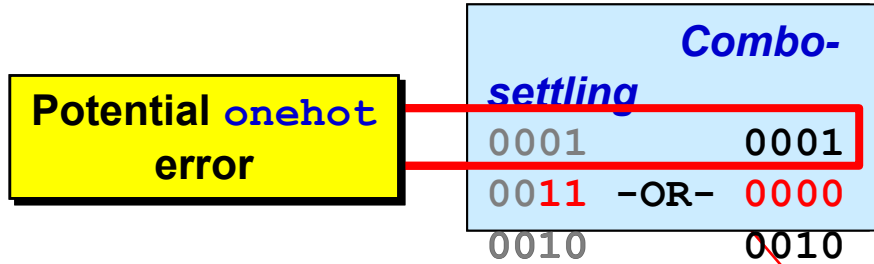 Potential onehot
error
Combo-
settling
0001 0001
0011 -OR- 0000
0010 0010